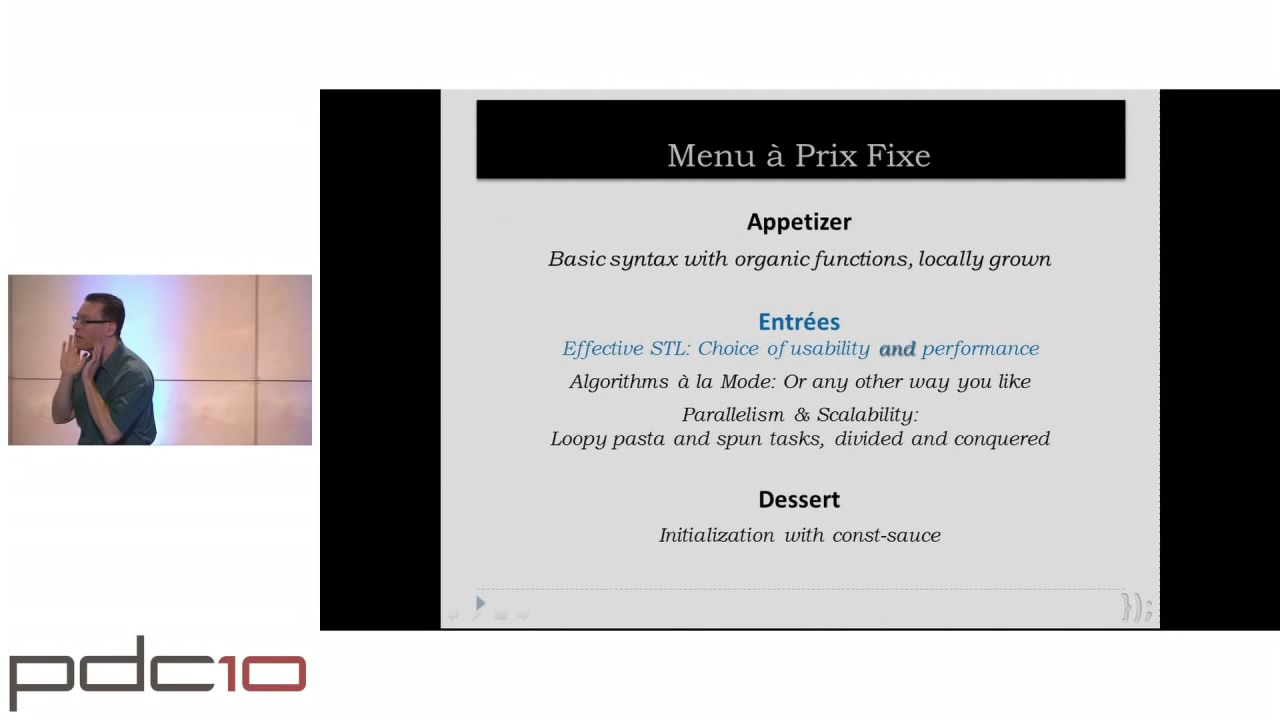 Menu à Prix Fixe
Appetizer
Basic syntax with organic functions, locally grown
Entrées
Effective STL: Choice of usability and performance
Algorithms à la Mode: Or any other way you like
Parallelism & Scalability:
Loopy pasta and spun tasks, divided and conquered
Dessert
Initialization with const-sauce
});
pdc10